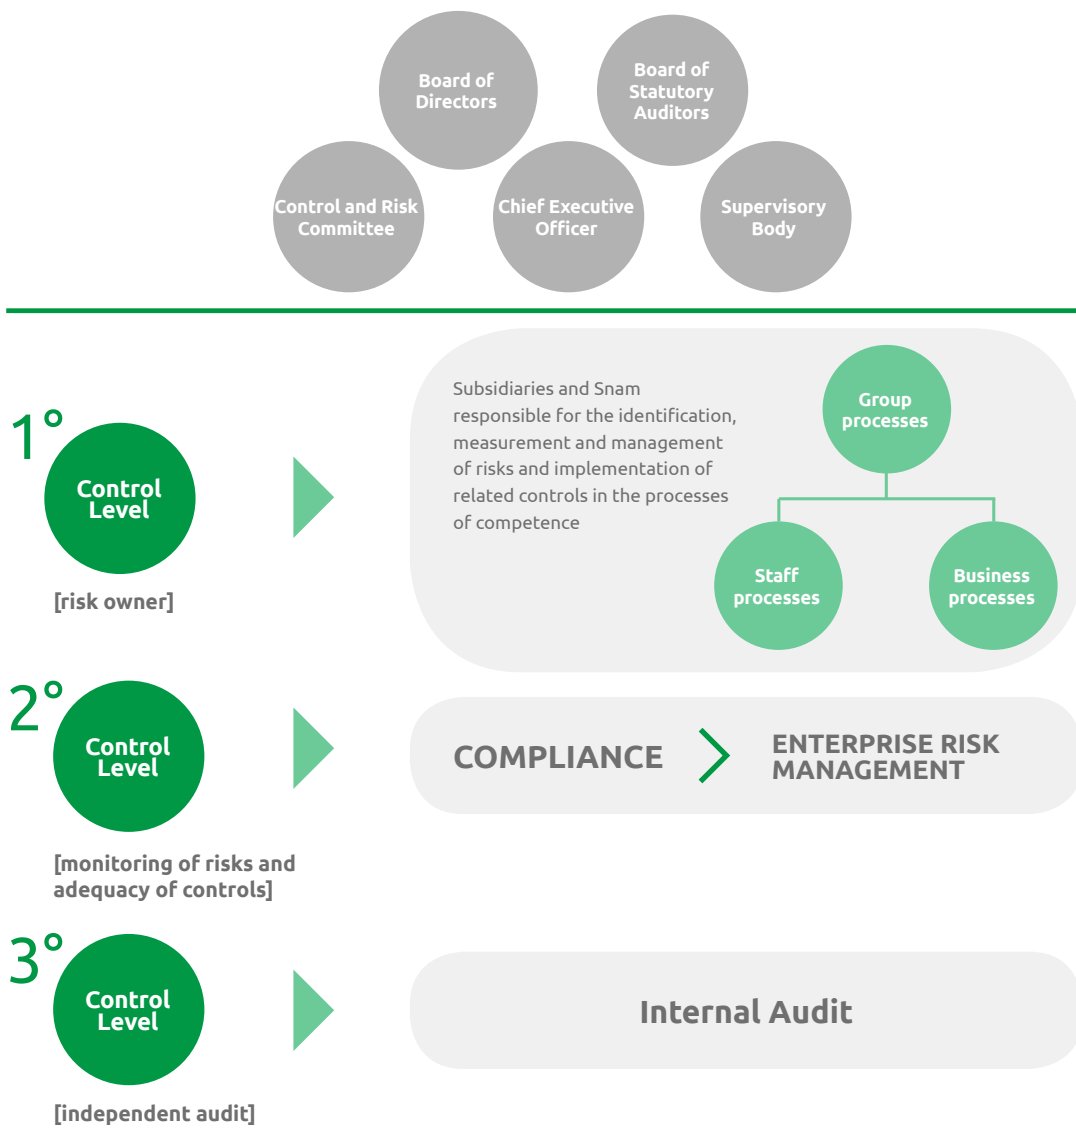 Board of
Directors
Board of
Statutory
Auditors
Control and Risk
Committee
Chief Executive
Officer
Supervisory
Body
1°
Control
Level
[risk owner]
Subsidiaries and Snam
responsible for the identification,
measurement and management
of risks and implementation of
related controls in the processes
of competence
Group
processes
Staff
processes
Business
processes
2°
Control
Level
[monitoring of risks and
adequacy of controls]
COMPLIANCE
ENTERPRISE RISK
MANAGEMENT
3°
Control
Level
[independent audit]
Internal Audit